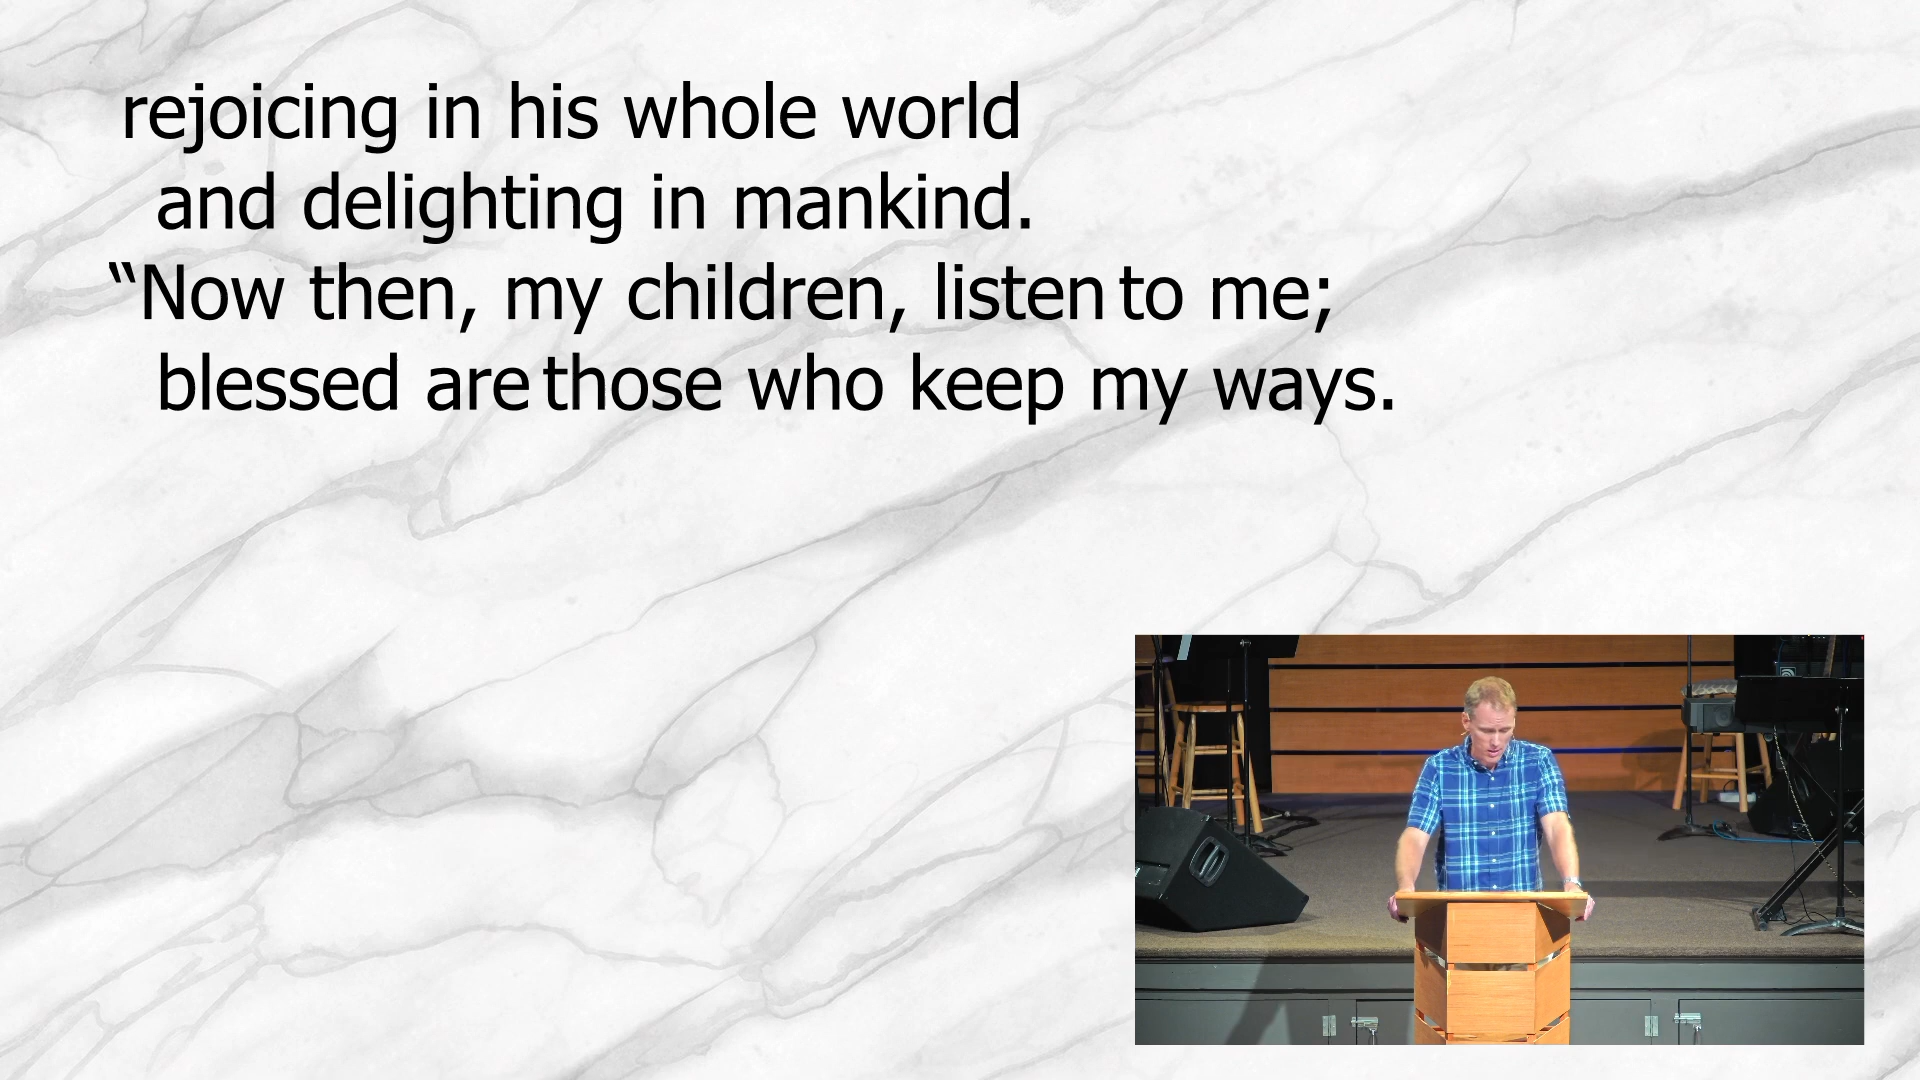 rejoicing in his whole world
and delighting in mankind.
“Now then, my children, listen to me;
blessed are those who keep my ways.